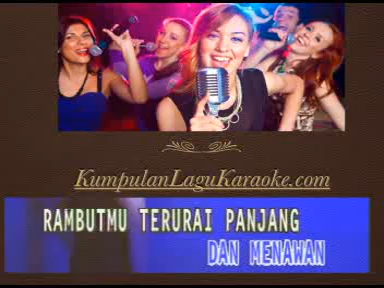 KumpulanLaguKaraoke.com
RAMBUTMU TERURAI PANJANG
DAN MENAWAN